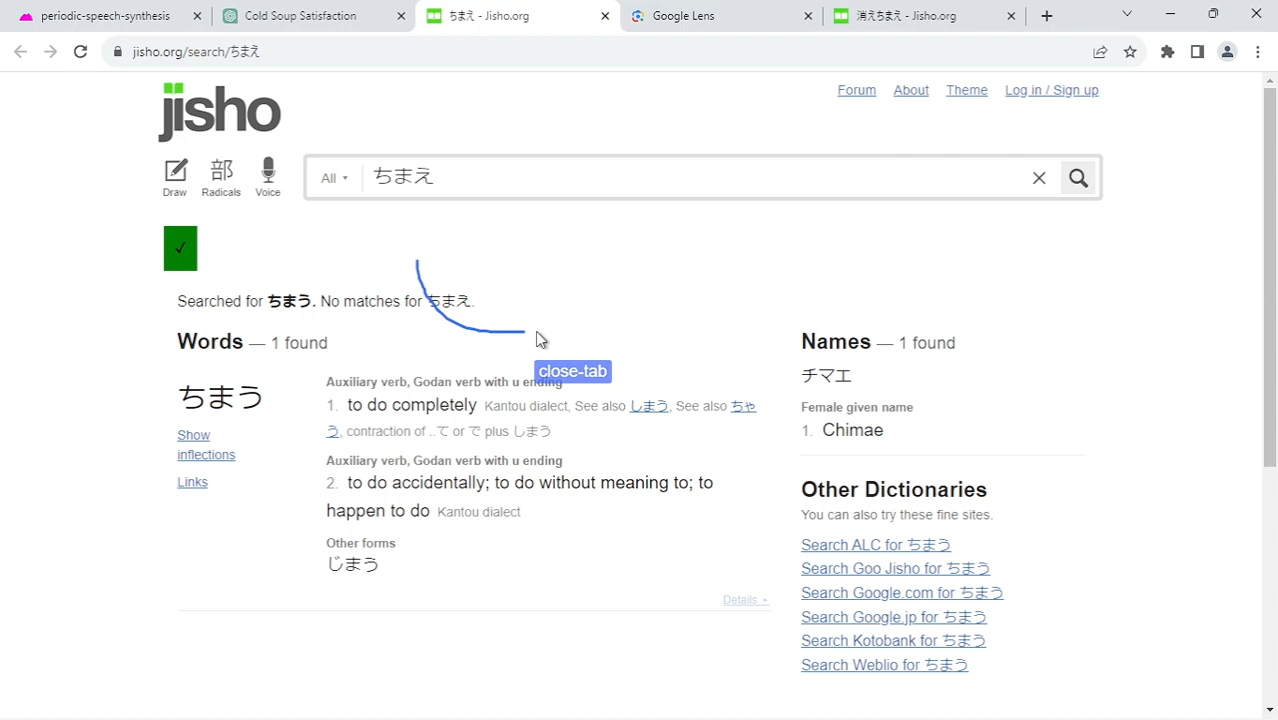 periodic-speech-synthesis
Cold Soup Satisfaction
ちまえ - Jisho.org
Google Lens
消えちまえ - Jisho.org
jisho.org/search/ちまえ
jisho
Forum
About
Theme
Log in / Sign up
部
Draw
Radicals
Voice
All
ちまえ
✓
Searched for ちまう. No matches for ちまえ.
Words — 1 found
ちまう
Show
inflections
Links
close-tab
Auxiliary verb, Godan verb with u ending
1. to do completely Kantou dialect, See also しまう, See also ちゃ
う, contraction of ..て or で plus しまう
Auxiliary verb, Godan verb with u ending
2. to do accidentally; to do without meaning to; to
happen to do Kantou dialect
Other forms
じまう
Details
Names — 1 found
チマエ
Female given name
1. Chimae
Other Dictionaries
You can also try these fine sites.
Search ALC for ちまう
Search Goo Jisho for ちまう
Search Google.com for ちまう
Search Google.jp for ちまう
Search Kotobank for ちまう
Search Weblio for ちまう